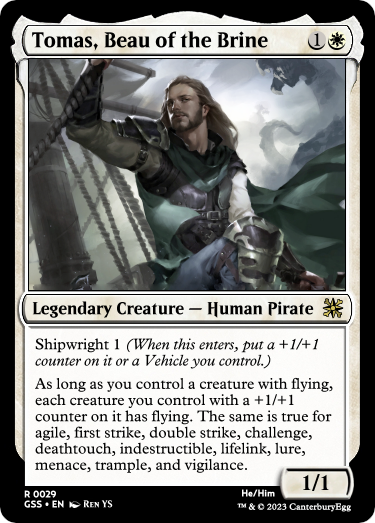 Tomas, Beau of the Brine 1
Legendary Creature — Human Pirate
Shipwright 1 (When this enters, put a +1/+1
counter on it or a Vehicle you control.)
As long as you control a creature with flying,
each creature you control with a +1/+1
counter on it has flying. The same is true for
agile, first strike, double strike, challenge,
deathtouch, indestructible, lifelink, lure,
menace, trample, and vigilance.
1/1
R 0029 He/Him
GSS • EN Ren YS ™ & © 2023 CanterburyEgg